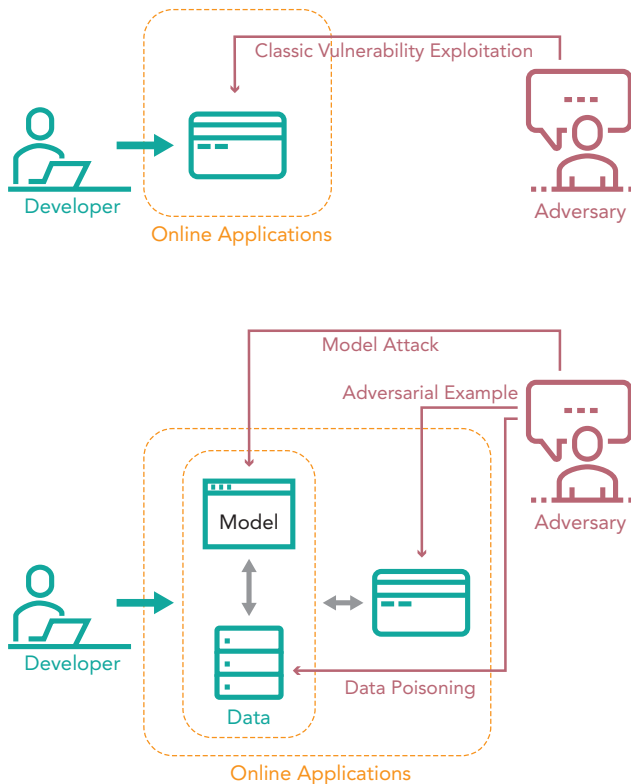 Classic Vulnerability Exploitation
Developer
Adversary
Online Applications
Model Attack
Adversarial Example
Model
Adversary
Developer
Data Poisoning
Data
Online Applications